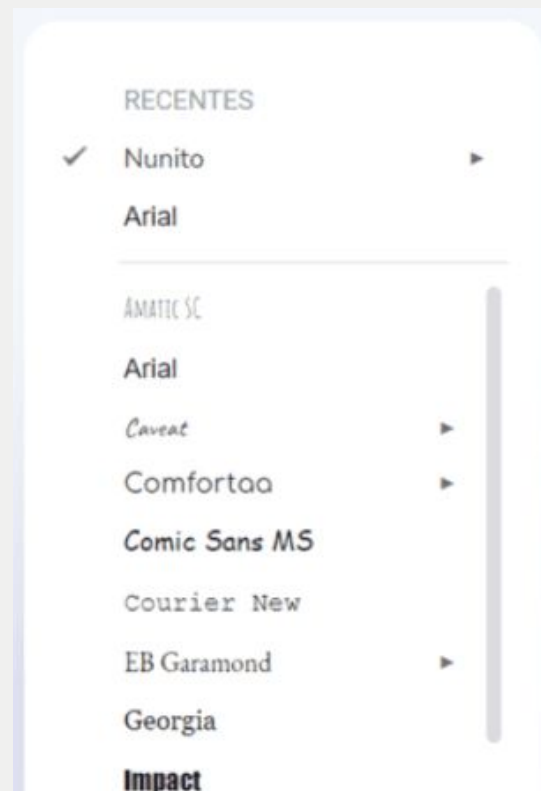 RECENTES
Nunito
Arial
Amatic SC
Arial
Caveat
Comfortaa
Comic Sans MS
Courier New
EB Garamond
Georgia
Impact